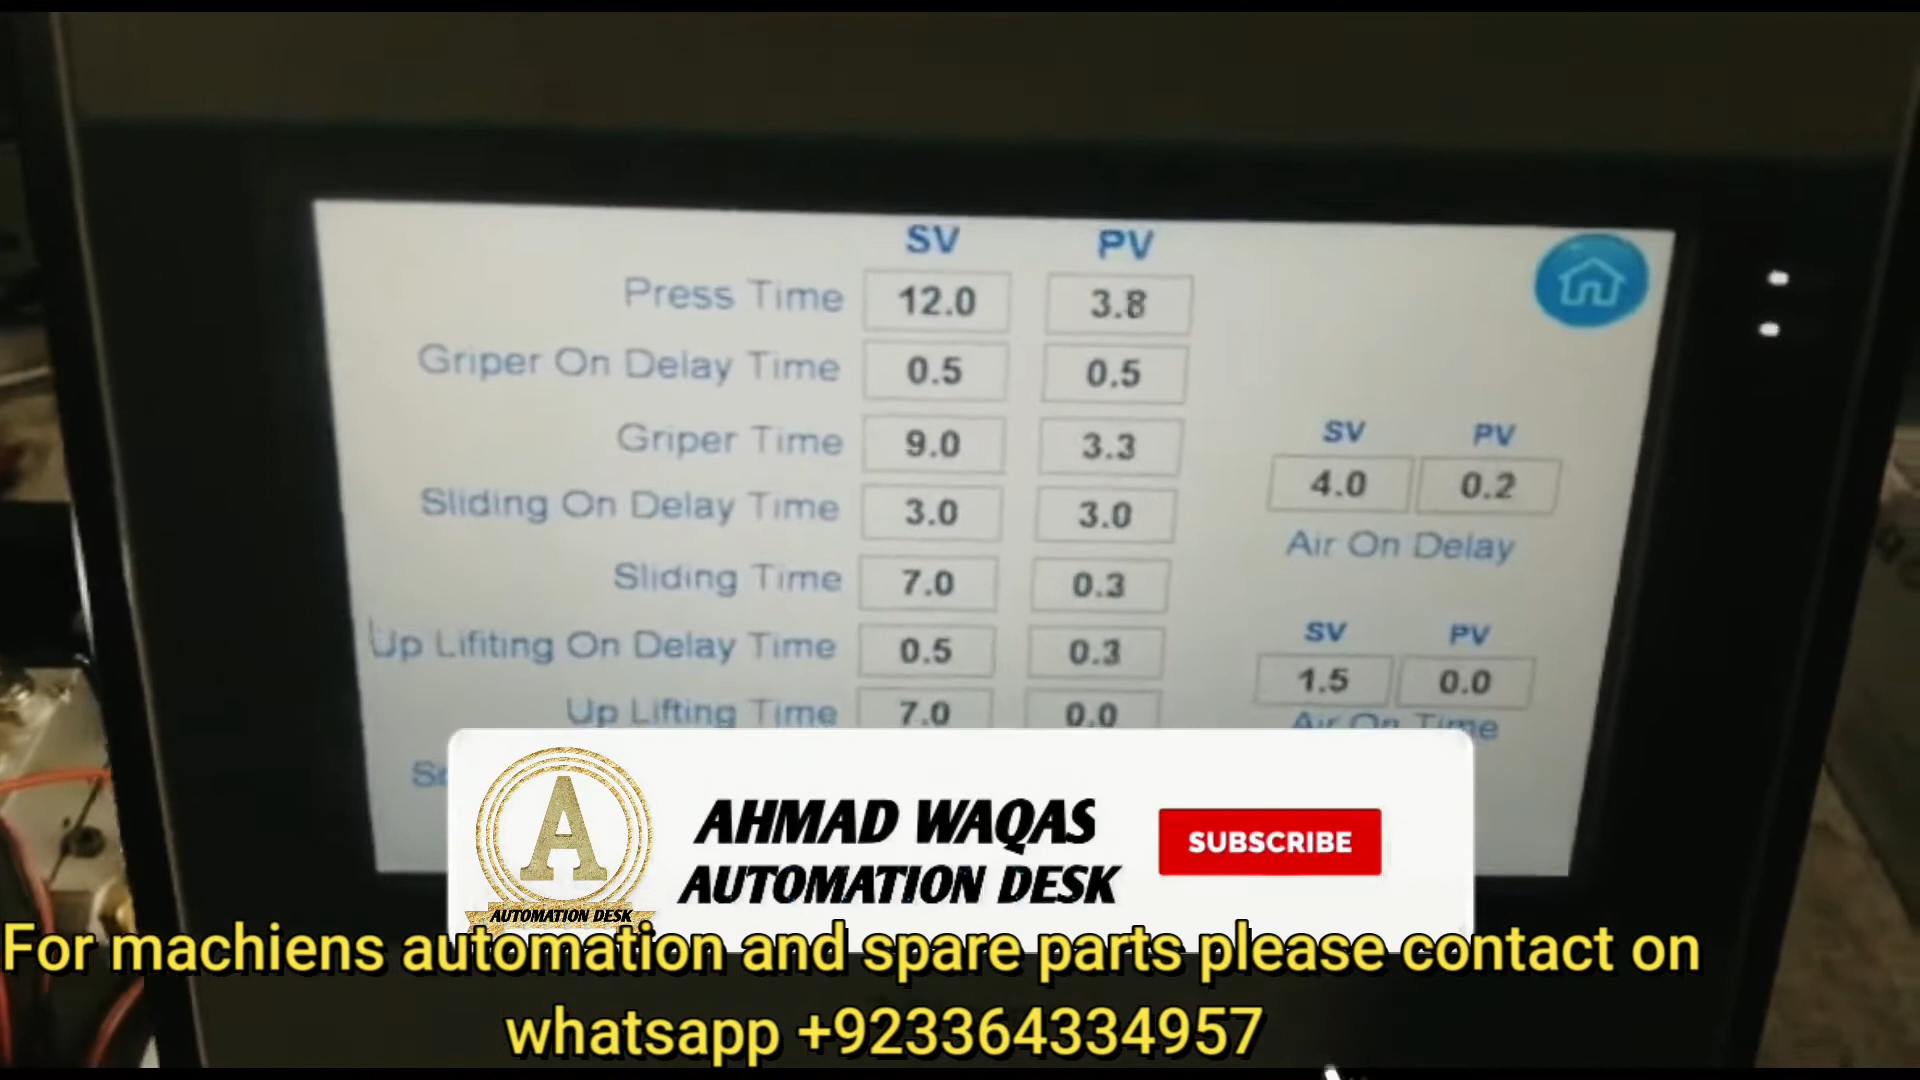 SV PV
Press Time 12.0 3.8
Griper On Delay Time 0.5 0.5
Griper Time 9.0 3.3
Sliding On Delay Time 3.0 3.0
Sliding Time 7.0 0.3
Up Lifiting On Delay Time 0.5 0.3
Up Lifting Time 7.0 0.0
SV PV
4.0 0.2
Air On Delay
SV PV
1.5 0.0
Air On Time
A
AUTOMATION DESK
AHMAD WAQAS
AUTOMATION DESK
SUBSCRIBE
For machiens automation and spare parts please contact on
whatsapp +923364334957